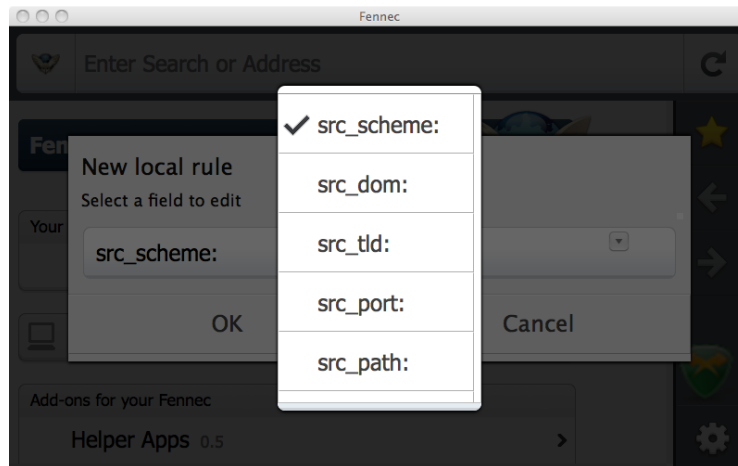 Fennec
Enter Search or Address
Fen
New local rule
Select a field to edit
Your
src_scheme:
OK
Cancel
src_scheme:
src_dom:
src_tld:
src_port:
src_path:
Add-ons for your Fennec
Helper Apps 0.5